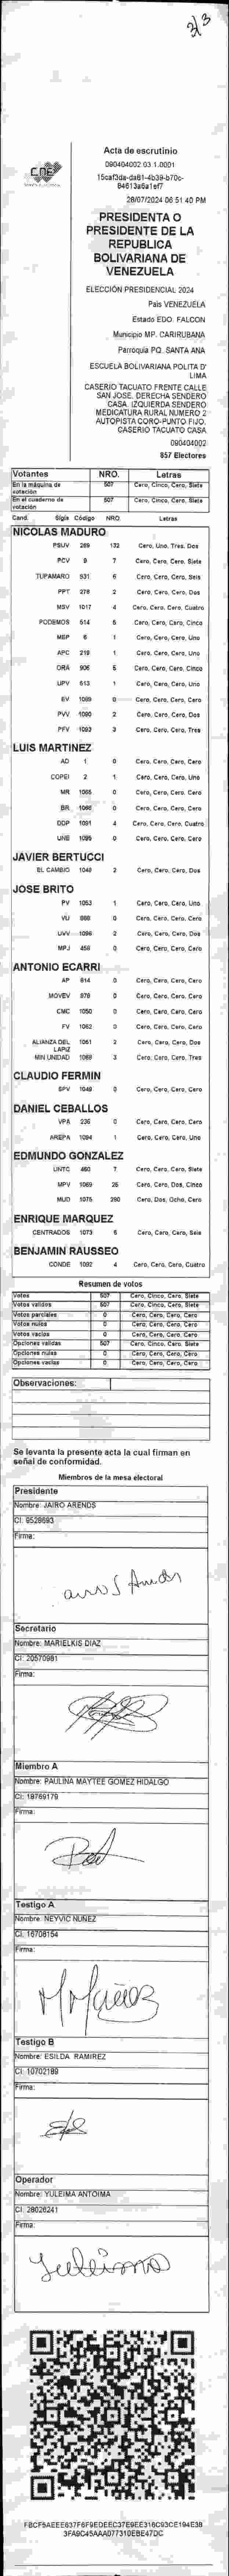 3/3
Acta de escrutinio
CNE
090404002.03.1.0001
15caf3da-da81-4b39-b70c-
84613a6a1ef7
28/07/2024 06 51 40 PM
PRESIDENTA O
PRESIDENTE DE LA
REPUBLICA
BOLIVARIANA DE
VENEZUELA
ELECCIÓN PRESIDENCIAL 2024
Pais VENEZUELA
Estado EDO. FALCON
Municipio MP. CARIRUBANA
Parroquia PQ. SANTA ANA
ESCUELA BOLIVARIANA POLITA D'
LIMA
CASERIO TACUATO FRENTE CALLE
SAN JOSE. DERECHA SENDERO
CASA. IZQUIERDA SENDERO
MEDICATURA RURAL NUMERO 2
AUTOPISTA CORO-PUNTO FIJO.
CASERIO TACUATO CASA
090404002
857 Electores
Votantes NRO. Letras
En la máquina de votación 507 Cero, Cinco, Cero, Siete
En el cuaderno de votación 507 Cero, Cinco, Cero, Siete
Cand. Sigla Código NRO. Letras
NICOLAS MADURO
PSUV 269 132 Cero, Uno, Tres, Dos
PCV 9 7 Cero, Cero, Cero, Siete
TUPAMARO 531 6 Cero, Cero, Cero, Seis
PPT 278 2 Cero, Cero, Cero, Dos
MSV 1017 4 Cero, Cero, Cero, Cuatro
PODEMOS 514 5 Cero, Cero, Cero, Cinco
MEP 6 1 Cero, Cero, Cero, Uno
APC 219 1 Cero, Cero, Cero, Uno
ORA 906 5 Cero, Cero, Cero, Cinco
UPV 613 1 Cero, Cero, Cero, Uno
EV 1089 0 Cero, Cero, Cero, Cero
PVV 1090 2 Cero, Cero, Cero, Dos
PFV 1093 3 Cero, Cero, Cero, Tres
LUIS MARTINEZ
AD 1 0 Cero, Cero, Cero, Cero
COPEI 2 1 Cero, Cero, Cero, Uno
MR 1065 0 Cero, Cero, Cero, Cero
BR 1066 0 Cero, Cero, Cero, Cero
DDP 1091 4 Cero, Cero, Cero, Cuatro
UNE 1095 0 Cero, Cero, Cero, Cero
JAVIER BERTUCCI
EL CAMBIO 1048 2 Cero, Cero, Cero, Dos
JOSE BRITO
PV 1053 1 Cero, Cero, Cero, Uno
VU 888 0 Cero, Cero, Cero, Cero
UVV 1096 2 Cero, Cero, Cero, Dos
MPJ 458 0 Cero, Cero, Cero, Cero
ANTONIO ECARRI
AP 814 0 Cero, Cero, Cero, Cero
MOVEV 878 0 Cero, Cero, Cero, Cero
CMC 1050 0 Cero, Cero, Cero, Cero
FV 1062 0 Cero, Cero, Cero, Cero
ALIANZA DEL LAPIZ 1061 2 Cero, Cero, Cero, Dos
MIN UNIDAD 1068 3 Cero, Cero, Cero, Tres
CLAUDIO FERMIN
SPV 1049 0 Cero, Cero, Cero, Cero
DANIEL CEBALLOS
VPA 236 0 Cero, Cero, Cero, Cero
AREPA 1094 1 Cero, Cero, Cero, Uno
EDMUNDO GONZALEZ
UNTC 460 7 Cero, Cero, Cero, Siete
MPV 1069 25 Cero, Cero, Dos, Cinco
MUD 1075 280 Cero, Dos, Ocho, Cero
ENRIQUE MARQUEZ
CENTRADOS 1073 6 Cero, Cero, Cero, Seis
BENJAMIN RAUSSEO
CONDE 1092 4 Cero, Cero, Cero, Cuatro
Resumen de votos
Votos 507 Cero, Cinco, Cero, Siete
Votos validos 507 Cero, Cinco, Cero, Siete
Votos parciales 0 Cero, Cero, Cero, Cero
Votos nulos 0 Cero, Cero, Cero, Cero
Votos vacios 0 Cero, Cero, Cero, Cero
Opciones validas 507 Cero, Cinco, Cero, Siete
Opciones nulas 0 Cero, Cero, Cero, Cero
Opciones vacias 0 Cero, Cero, Cero, Cero
Observaciones:
Se levanta la presente acta la cual firman en
señal de conformidad.
Miembros de la mesa electoral
Presidente
Nombre: JAIRO ARENDS
CI: 9528693
Firma:
Secretario
Nombre: MARIELKIS DIAZ
CI: 20570981
Firma:
Miembro A
Nombre: PAULINA MAYTEE GOMEZ HIDALGO
CI: 18769179
Firma:
Testigo A
Nombre: NEYVIC NUÑEZ
CI: 16708154
Firma:
Testigo B
Nombre: ESILDA RAMIREZ
CI: 10702189
Firma:
Operador
Nombre: YULEIMA ANTOIMA
CI: 28028241
Firma:
Yuleima
FBCF5AEEE637F6F9EDEEC37E9EE316C93CE194E38
3FA9C45AAA077310EBE47DC